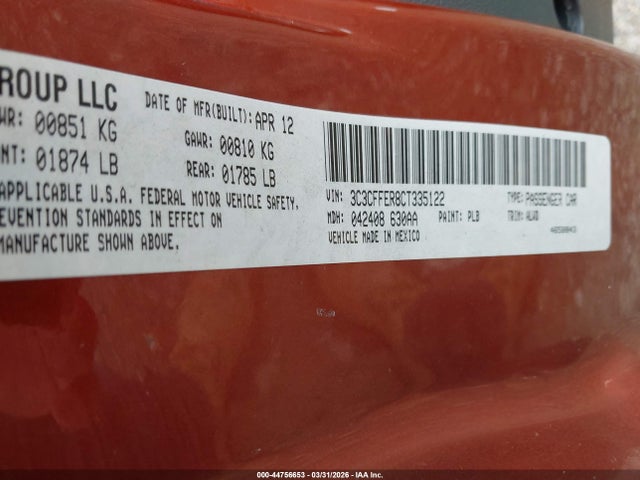 ROUP LLC
DATE OF MFR(BUILT): APR 12
WR: 00851 KG
GAWR: 00810 KG
NT: 01874 LB
REAR: 01785 LB
APPLICABLE U.S.A. FEDERAL MOTOR VEHICLE SAFETY,
EVENTION STANDARDS IN EFFECT ON
MANUFACTURE SHOWN ABOVE.
VIN: 3C3CFFER8CT335122
TYPE: PASSENGER CAR
MDH: 042408 630AA
PAINT: PLB
TRIM: ALWD
VEHICLE MADE IN MEXICO
000-44756653 - 03/31/2026 - IAA Inc.